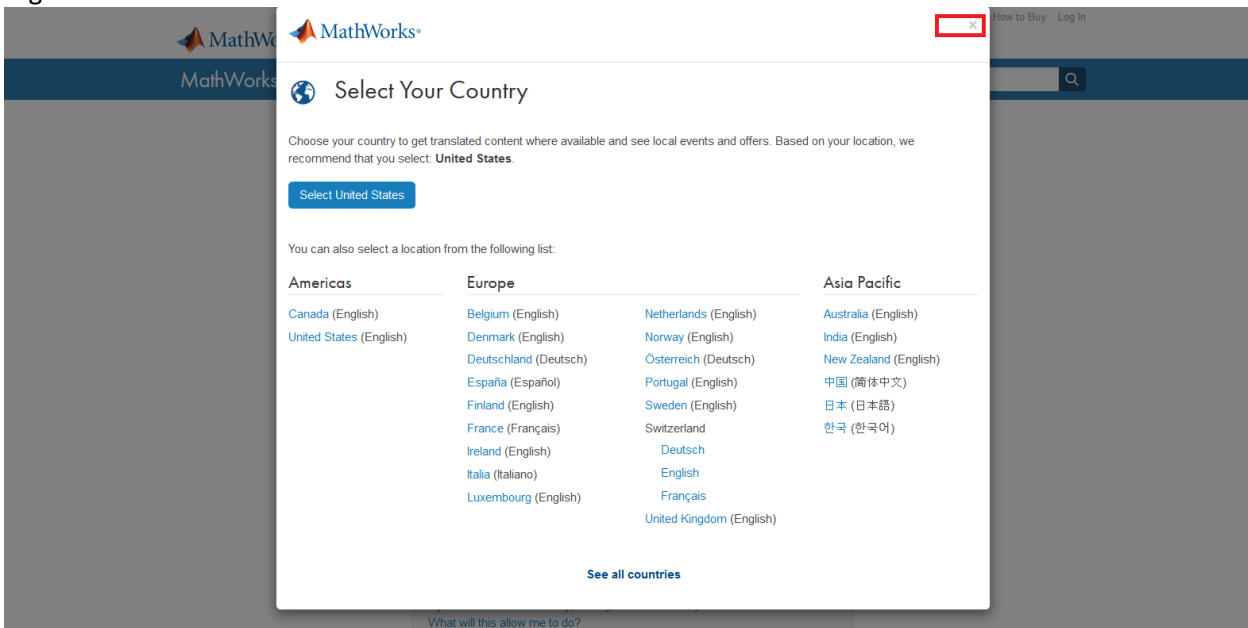 How to Buy Log In
MathWo
MathWorks®
×
MathWorks
Select Your Country
Choose your country to get translated content where available and see local events and offers. Based on your location, we
recommend that you select: United States.
Select United States
You can also select a location from the following list:
Americas
Canada (English)
United States (English)
Europe
Belgium (English)
Denmark (English)
Deutschland (Deutsch)
España (Español)
Finland (English)
France (Français)
Ireland (English)
Italia (Italiano)
Luxembourg (English)
Netherlands (English)
Norway (English)
Österreich (Deutsch)
Portugal (English)
Sweden (English)
Switzerland
Deutsch
English
Français
United Kingdom (English)
Asia Pacific
Australia (English)
India (English)
New Zealand (English)
中国 (简体中文)
日本 (日本語)
한국 (한국어)
See all countries
What will this allow me to do?